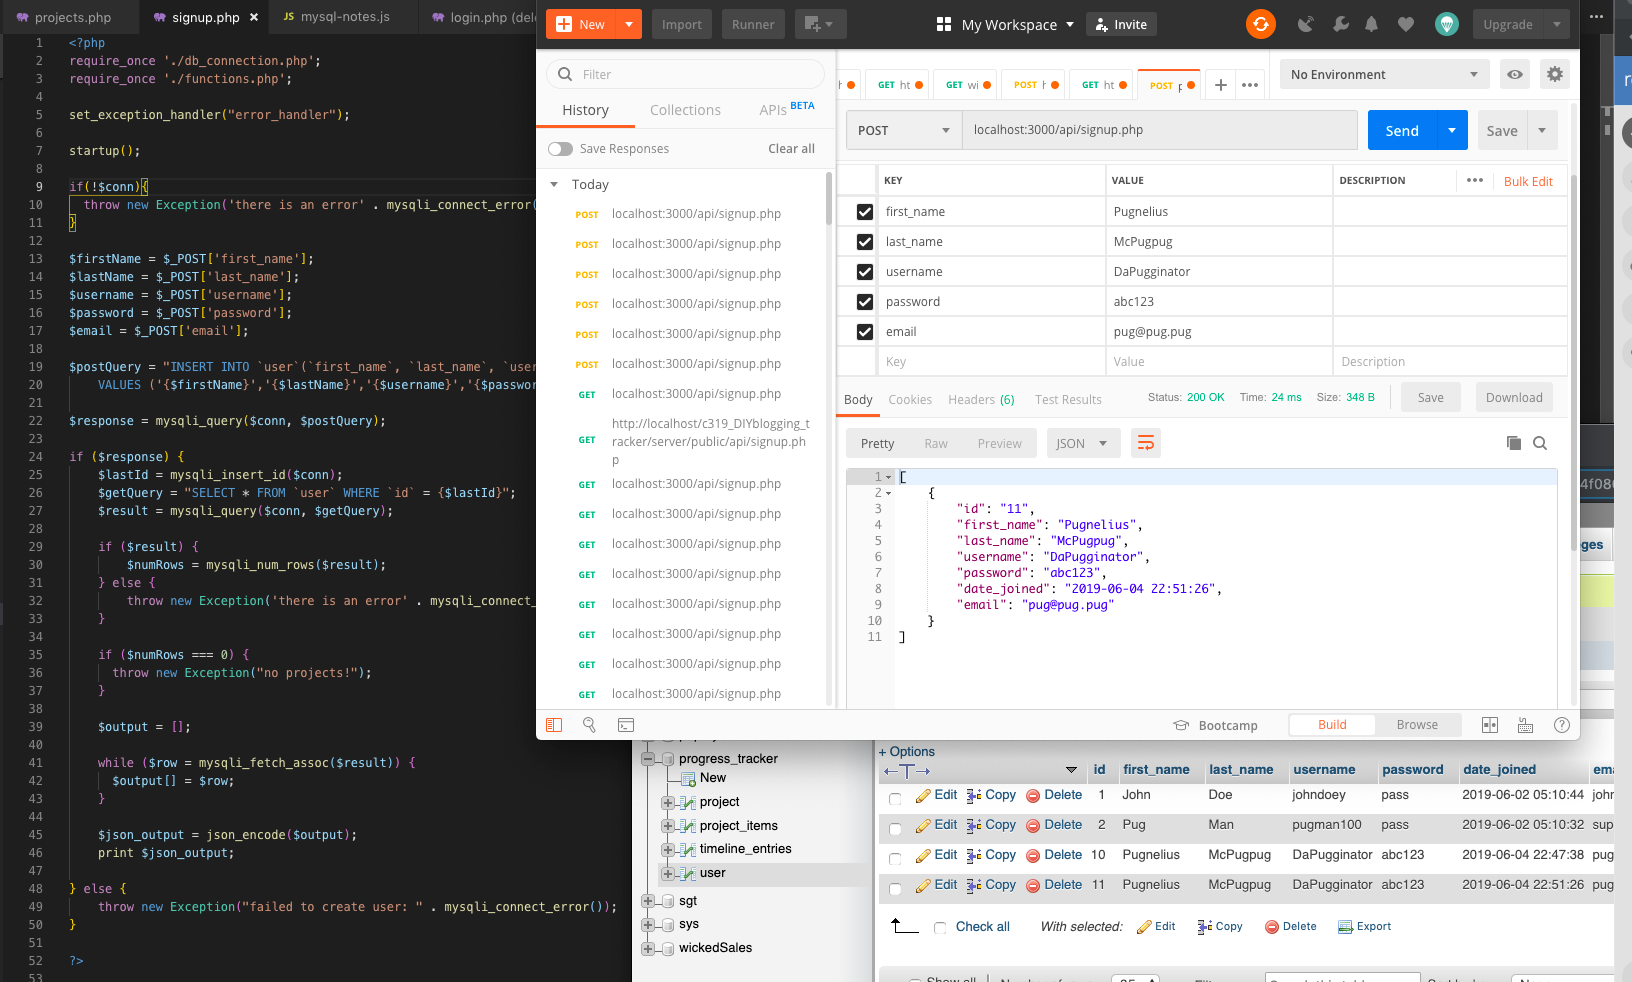 projects.php
signup.php ×
mysql-notes.js
login.php (del
1 <?php
2 require_once './db_connection.php';
3 require_once './functions.php';
4
5 set_exception_handler("error_handler");
6
7 startup();
8
9 if(!$conn){
10 throw new Exception('there is an error' . mysqli_connect_error(
11 }
12
13 $firstName = $_POST['first_name'];
14 $lastName = $_POST['last_name'];
15 $username = $_POST['username'];
16 $password = $_POST['password'];
17 $email = $_POST['email'];
18
19 $postQuery = "INSERT INTO `user`(`first_name`, `last_name`, `user
20 VALUES ('{$firstName}','{$lastName}','{$username}','{$passwor
21
22 $response = mysqli_query($conn, $postQuery);
23
24 if ($response) {
25 $lastId = mysqli_insert_id($conn);
26 $getQuery = "SELECT * FROM `user` WHERE `id` = {$lastId}";
27 $result = mysqli_query($conn, $getQuery);
28
29 if ($result) {
30 $numRows = mysqli_num_rows($result);
31 } else {
32 throw new Exception('there is an error' . mysqli_connect_
33 }
34
35 if ($numRows === 0) {
36 throw new Exception("no projects!");
37 }
38
39 $output = [];
40
41 while ($row = mysqli_fetch_assoc($result)) {
42 $output[] = $row;
43 }
44
45 $json_output = json_encode($output);
46 print $json_output;
47
48 } else {
49 throw new Exception("failed to create user: " . mysqli_connect_error());
50 }
51
52 ?>
53
New Import Runner My Workspace Invite Upgrade
Filter
History Collections APIs BETA
Save Responses Clear all
Today
POST localhost:3000/api/signup.php
POST localhost:3000/api/signup.php
POST localhost:3000/api/signup.php
POST localhost:3000/api/signup.php
POST localhost:3000/api/signup.php
POST localhost:3000/api/signup.php
GET localhost:3000/api/signup.php
GET http://localhost/c319_DIYblogging_t
racker/server/public/api/signup.ph
p
GET localhost:3000/api/signup.php
GET localhost:3000/api/signup.php
GET localhost:3000/api/signup.php
GET localhost:3000/api/signup.php
GET localhost:3000/api/signup.php
GET localhost:3000/api/signup.php
GET localhost:3000/api/signup.php
GET localhost:3000/api/signup.php
GET ht GET wi POST h GET ht POST p + ••• No Environment
POST localhost:3000/api/signup.php Send Save
KEY VALUE DESCRIPTION ••• Bulk Edit
first_name Pugnelius
last_name McPugpug
username DaPugginator
password abc123
email pug@pug.pug
Key Value Description
Body Cookies Headers (6) Test Results Status: 200 OK Time: 24 ms Size: 348 B Save Download
Pretty Raw Preview JSON
1 [
2 {
3 "id": "11",
4 "first_name": "Pugnelius",
5 "last_name": "McPugpug",
6 "username": "DaPugginator",
7 "password": "abc123",
8 "date_joined": "2019-06-04 22:51:26",
9 "email": "pug@pug.pug"
10 }
11 ]
Bootcamp Build Browse
4f086
ges
progress_tracker
New
project
project_items
timeline_entries
user
sgt
sys
wickedSales
+ Options
←T→ id first_name last_name username password date_joined ema
Edit Copy Delete 1 John Doe johndoey pass 2019-06-02 05:10:44 john
Edit Copy Delete 2 Pug Man pugman100 pass 2019-06-02 05:10:32 sup
Edit Copy Delete 10 Pugnelius McPugpug DaPugginator abc123 2019-06-04 22:47:38 pug
Edit Copy Delete 11 Pugnelius McPugpug DaPugginator abc123 2019-06-04 22:51:26 pug
Check all With selected: Edit Copy Delete Export
Show all